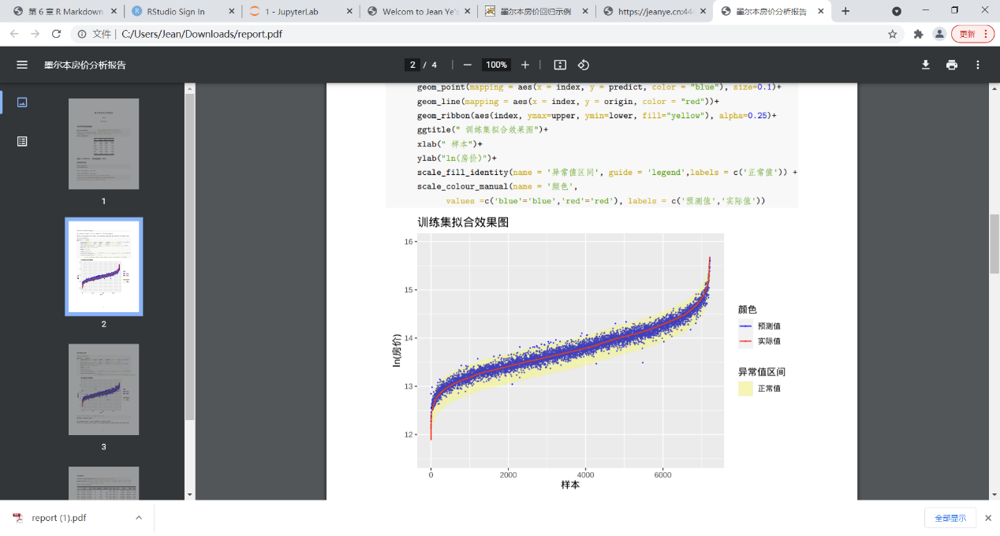 第 6 章 R Markdown
RStudio Sign In
1 - JupyterLab
Welcom to Jean Ye's
墨尔本房价回归示例
https://jeanye.cn:44
墨尔本房价分析报告
文件
C:/Users/Jean/Downloads/report.pdf
更新
墨尔本房价分析报告
2 / 4
100%
1
2
3
geom_point(mapping = aes(x = index, y = predict, color = "blue"), size=0.1)+
geom_line(mapping = aes(x = index, y = origin, color = "red"))+
geom_ribbon(aes(index, ymax=upper, ymin=lower, fill="yellow"), alpha=0.25)+
ggtitle(" 训练集拟合效果图")+
xlab(" 样本")+
ylab("ln(房价)")+
scale_fill_identity(name = '异常值区间', guide = 'legend',labels = c('正常值')) +
scale_colour_manual(name = '颜色',
values =c('blue'='blue','red'='red'), labels = c('预测值','实际值'))
训练集拟合效果图
16
15
14
13
12
ln(房价)
0
2000
4000
6000
样本
颜色
预测值
实际值
异常值区间
正常值
report (1).pdf
全部显示